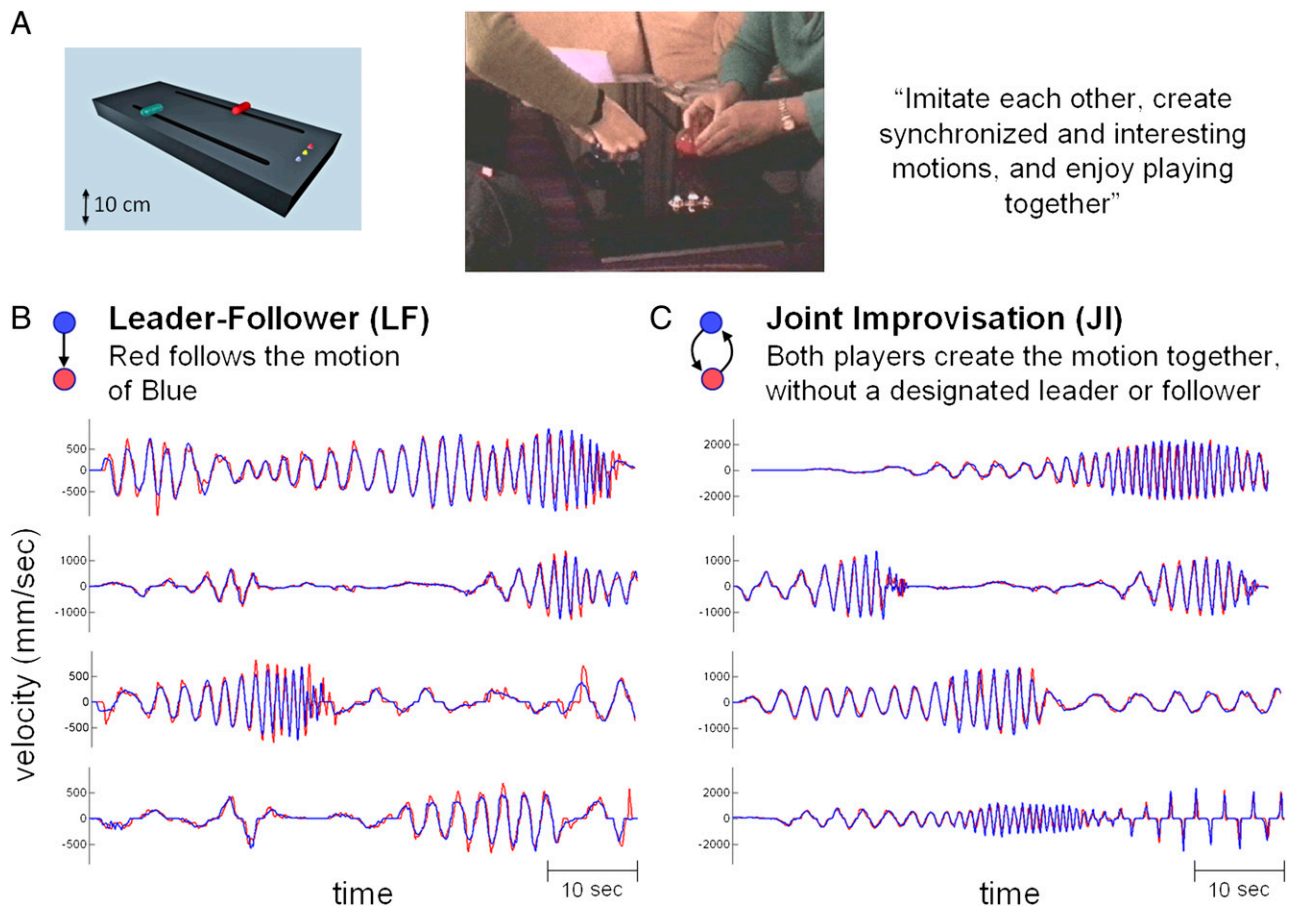 A
10 cm
“Imitate each other, create
synchronized and interesting
motions, and enjoy playing
together”
B
Leader-Follower (LF)
Red follows the motion
of Blue
C
Joint Improvisation (JI)
Both players create the motion together,
without a designated leader or follower
velocity (mm/sec)
500
0
-500
1000
0
-1000
500
0
-500
500
0
-500
time
10 sec
2000
0
-2000
1000
0
-1000
1000
0
-1000
2000
0
-2000
time
10 sec